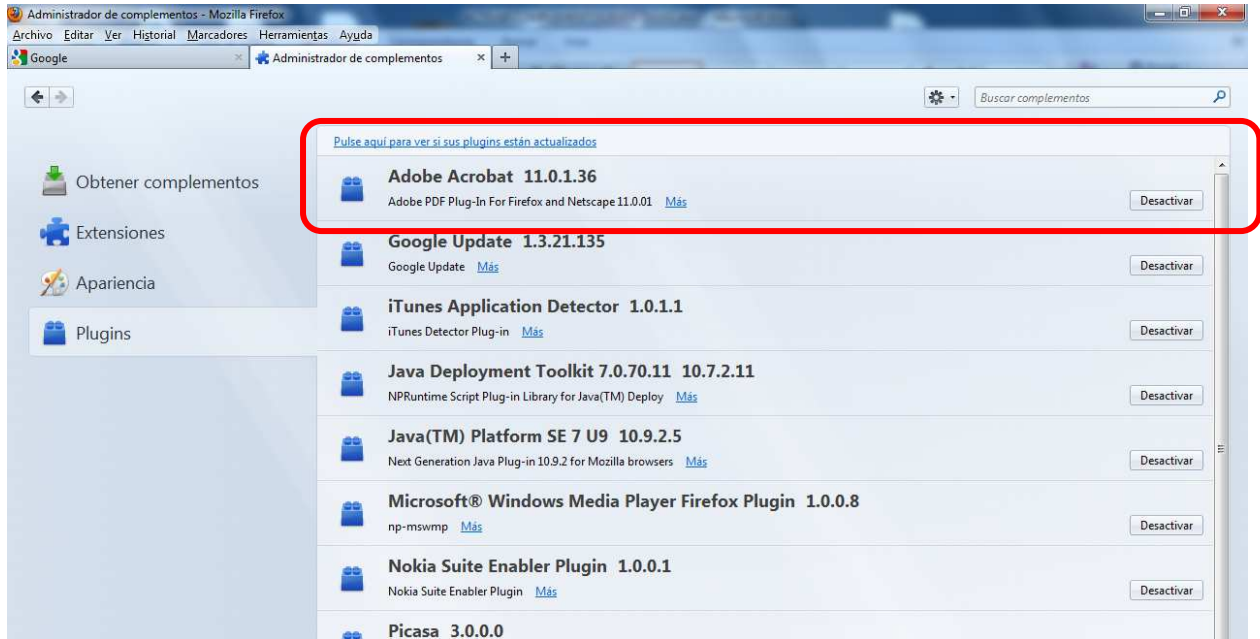 Administrador de complementos - Mozilla Firefox
Archivo Editar Ver Historial Marcadores Herramientas Ayuda
Google
Administrador de complementos
Buscar complementos
Pulse aquí para ver si sus plugins están actualizados
Obtener complementos
Extensiones
Apariencia
Plugins
Adobe Acrobat 11.0.1.36
Adobe PDF Plug-In For Firefox and Netscape 11.0.01 Más
Desactivar
Google Update 1.3.21.135
Google Update Más
Desactivar
iTunes Application Detector 1.0.1.1
iTunes Detector Plug-in Más
Desactivar
Java Deployment Toolkit 7.0.70.11 10.7.2.11
NPRuntime Script Plug-in Library for Java(TM) Deploy Más
Desactivar
Java(TM) Platform SE 7 U9 10.9.2.5
Next Generation Java Plug-in 10.9.2 for Mozilla browsers Más
Desactivar
Microsoft® Windows Media Player Firefox Plugin 1.0.0.8
np-mswmp Más
Desactivar
Nokia Suite Enabler Plugin 1.0.0.1
Nokia Suite Enabler Plugin Más
Desactivar
Picasa 3.0.0.0